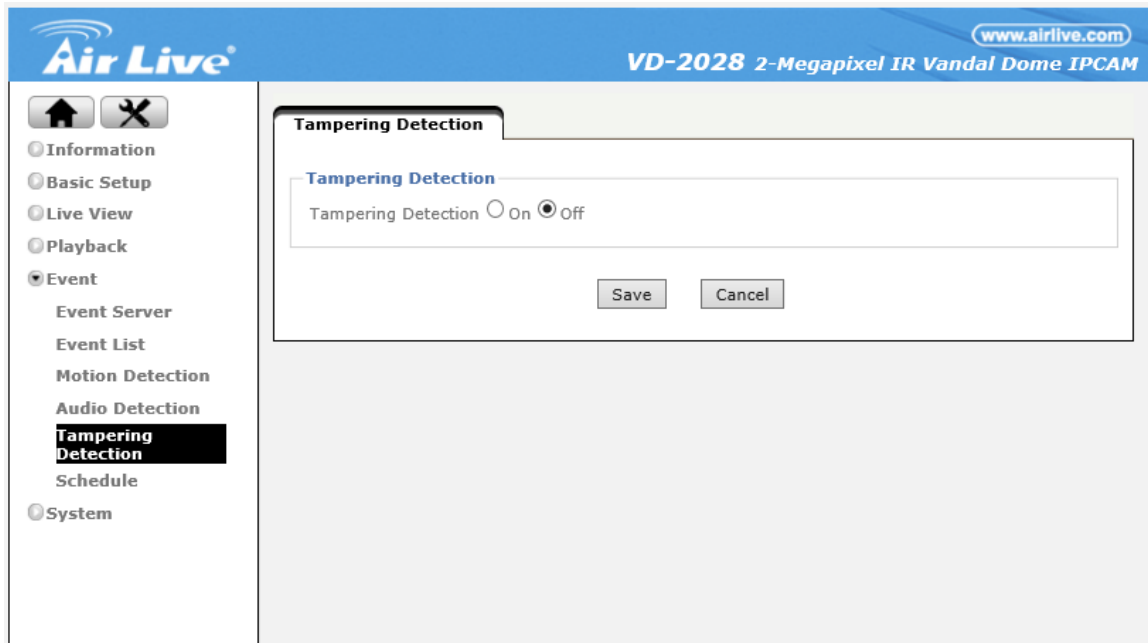 Air Live®
www.airlive.com
VD-2028 2-Megapixel IR Vandal Dome IPCAM
Information
Basic Setup
Live View
Playback
Event
Event Server
Event List
Motion Detection
Audio Detection
Tampering
Detection
Schedule
System
Tampering Detection
Tampering Detection
Tampering Detection On Off
Save Cancel